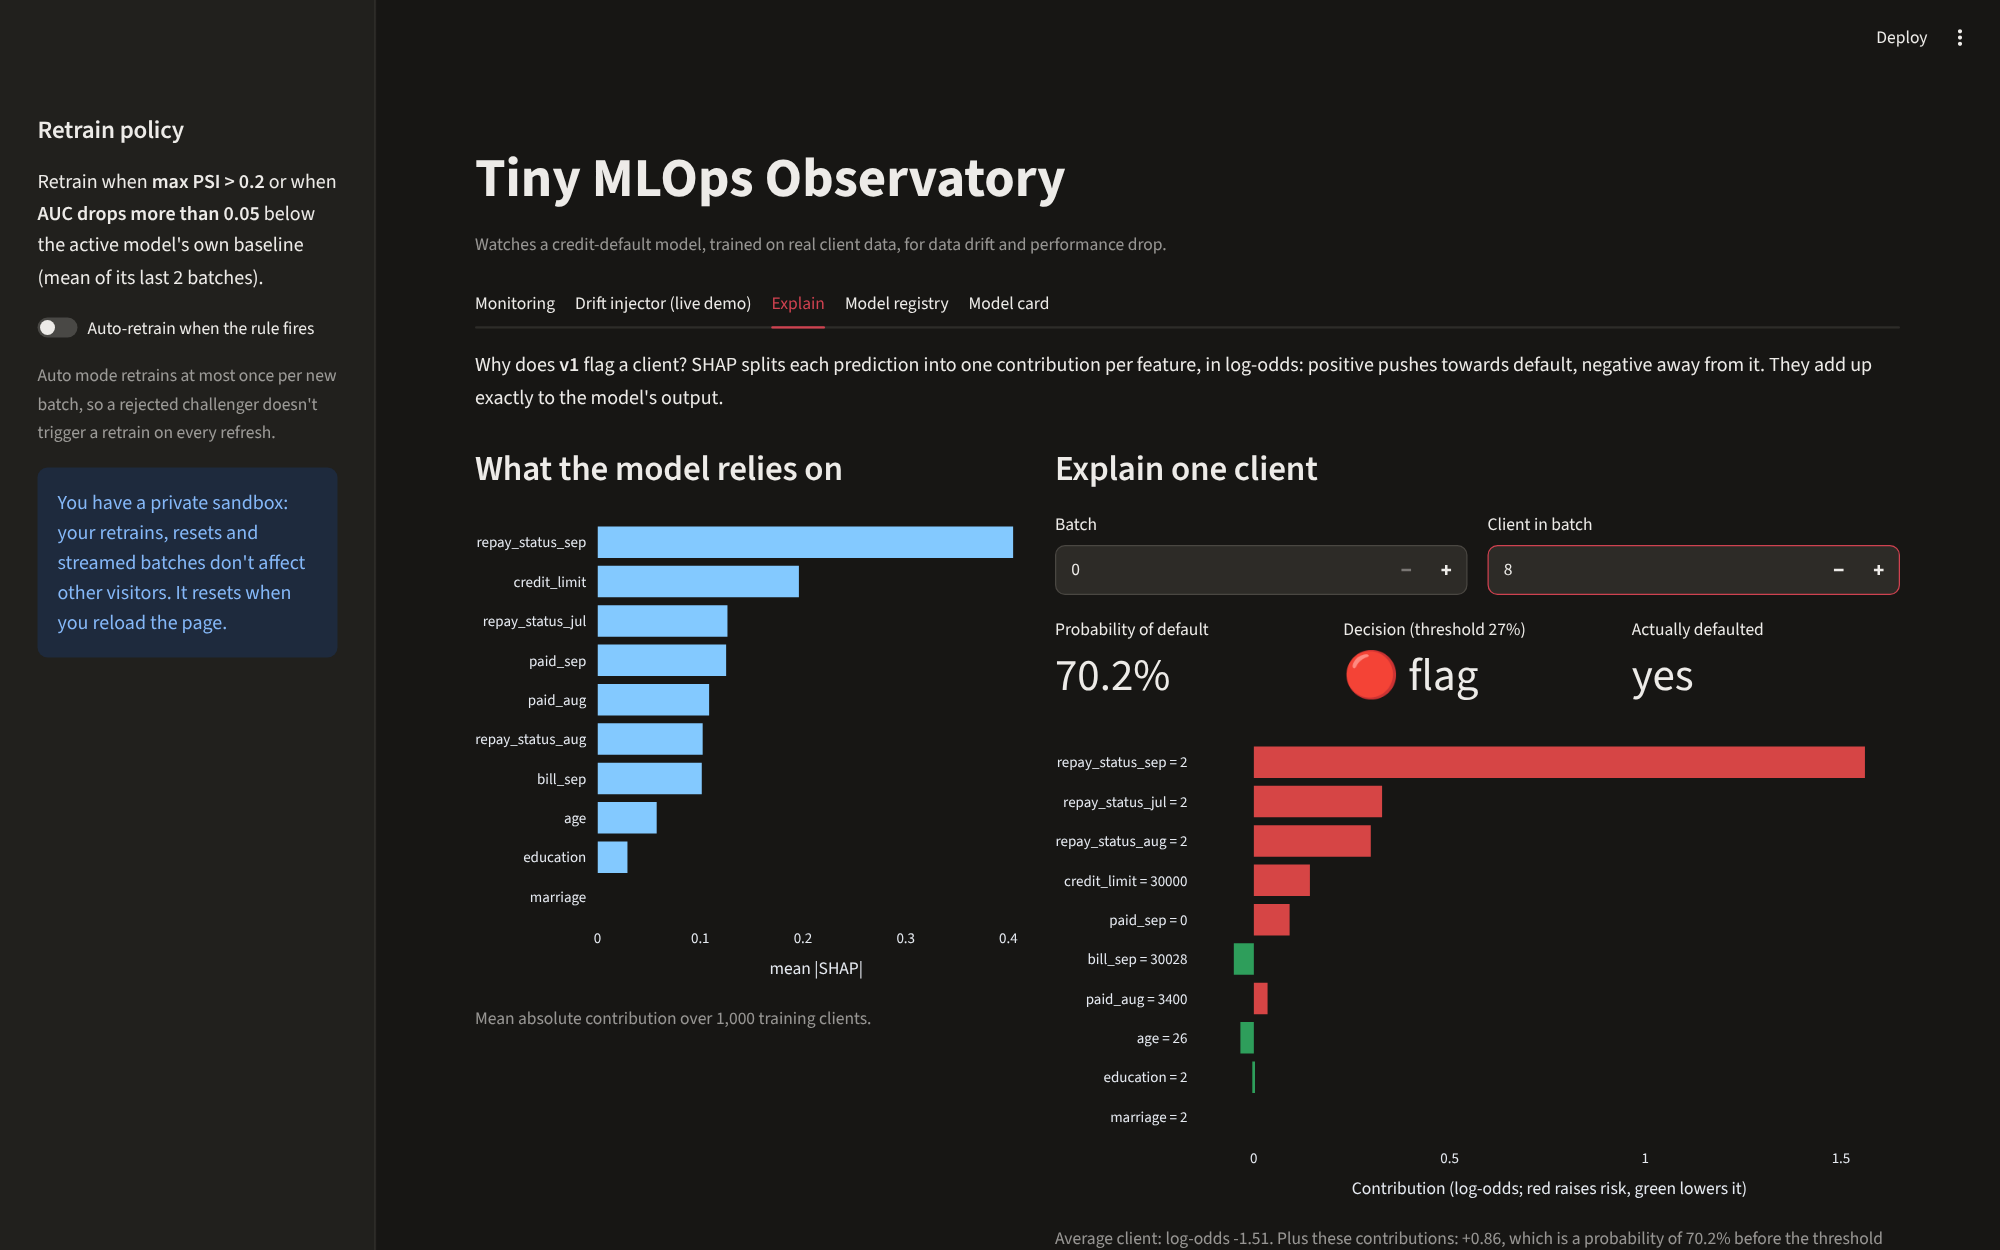 Deploy
Retrain policy
Retrain when max PSI > 0.2 or when
AUC drops more than 0.05 below
the active model's own baseline
(mean of its last 2 batches).
Auto-retrain when the rule fires
Auto mode retrains at most once per new
batch, so a rejected challenger doesn't
trigger a retrain on every refresh.
You have a private sandbox:
your retrains, resets and
streamed batches don't affect
other visitors. It resets when
you reload the page.
Tiny MLOps Observatory
Watches a credit-default model, trained on real client data, for data drift and performance drop.
Monitoring Drift injector (live demo) Explain Model registry Model card
Why does v1 flag a client? SHAP splits each prediction into one contribution per feature, in log-odds: positive pushes towards default, negative away from it. They add up
exactly to the model's output.
What the model relies on
repay_status_sep
credit_limit
repay_status_jul
paid_sep
paid_aug
repay_status_aug
bill_sep
age
education
marriage
0 0.1 0.2 0.3 0.4
mean |SHAP|
Mean absolute contribution over 1,000 training clients.
Explain one client
Batch Client in batch
0 − + 8 − +
Probability of default Decision (threshold 27%) Actually defaulted
70.2% flag yes
repay_status_sep = 2
repay_status_jul = 2
repay_status_aug = 2
credit_limit = 30000
paid_sep = 0
bill_sep = 30028
paid_aug = 3400
age = 26
education = 2
marriage = 2
0 0.5 1 1.5
Contribution (log-odds; red raises risk, green lowers it)
Average client: log-odds -1.51. Plus these contributions: +0.86, which is a probability of 70.2% before the threshold